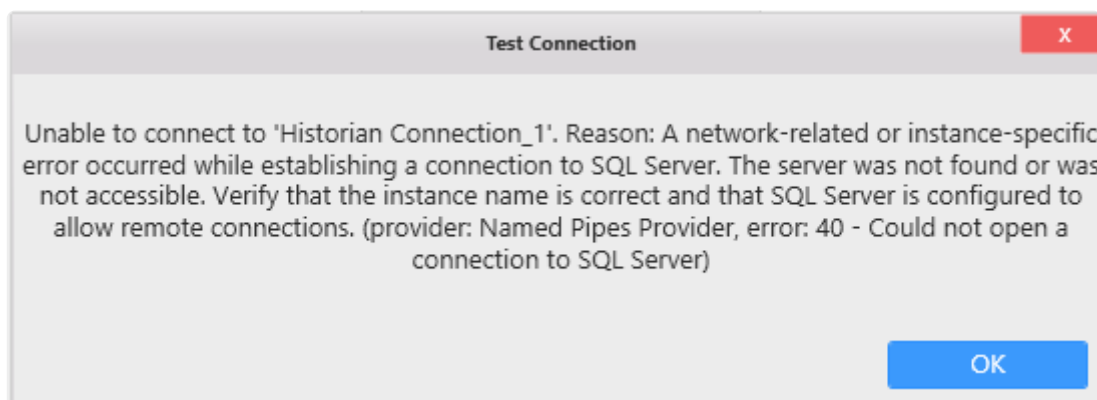 Test Connection
X
Unable to connect to 'Historian Connection_1'. Reason: A network-related or instance-specific
error occurred while establishing a connection to SQL Server. The server was not found or was
not accessible. Verify that the instance name is correct and that SQL Server is configured to
allow remote connections. (provider: Named Pipes Provider, error: 40 - Could not open a
connection to SQL Server)
OK